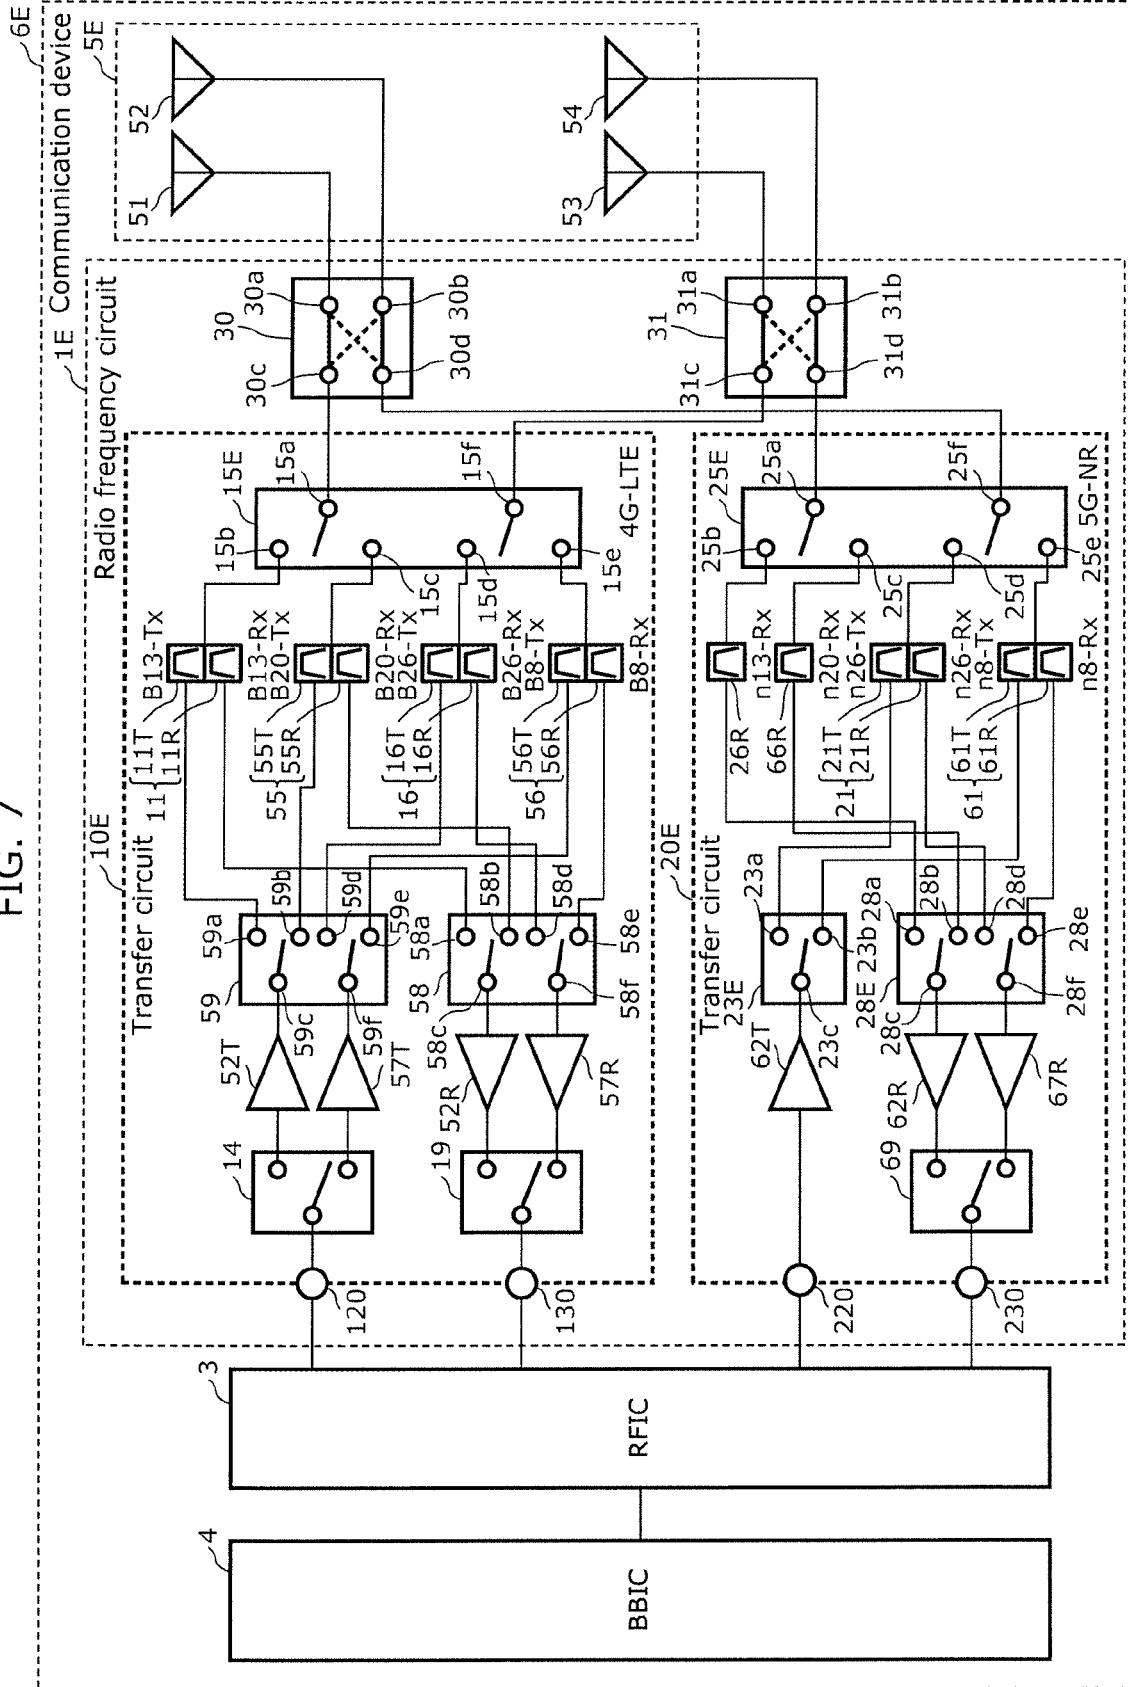 FIG. 7
6E
Communication device
5E
52
51
54
53
1E
Radio frequency circuit
30a
30b
30
30c
30d
31a
31b
31
31c
31d
10E
Transfer circuit
4G-LTE
15E
15a
15b
15c
15d
15e
15f
B13-Tx
B13-Rx
B20-Tx
B20-Rx
B26-Tx
B26-Rx
B8-Tx
B8-Rx
11
11T
11R
55
55T
55R
16
16T
16R
56
56T
56R
59
59a
59b
59d
59e
59c
59f
58
58a
58b
58d
58e
58c
58f
52T
57T
52R
57R
14
19
120
130
20E
Transfer circuit
5G-NR
25E
25a
25b
25c
25d
25e
25f
n13-Rx
n20-Rx
n26-Tx
n26-Rx
n8-Tx
n8-Rx
26R
66R
21
21T
21R
61
61T
61R
23E
23a
23b
23c
28E
28a
28b
28d
28e
28c
28f
62T
62R
67R
69
220
230
3
RFIC
4
BBIC